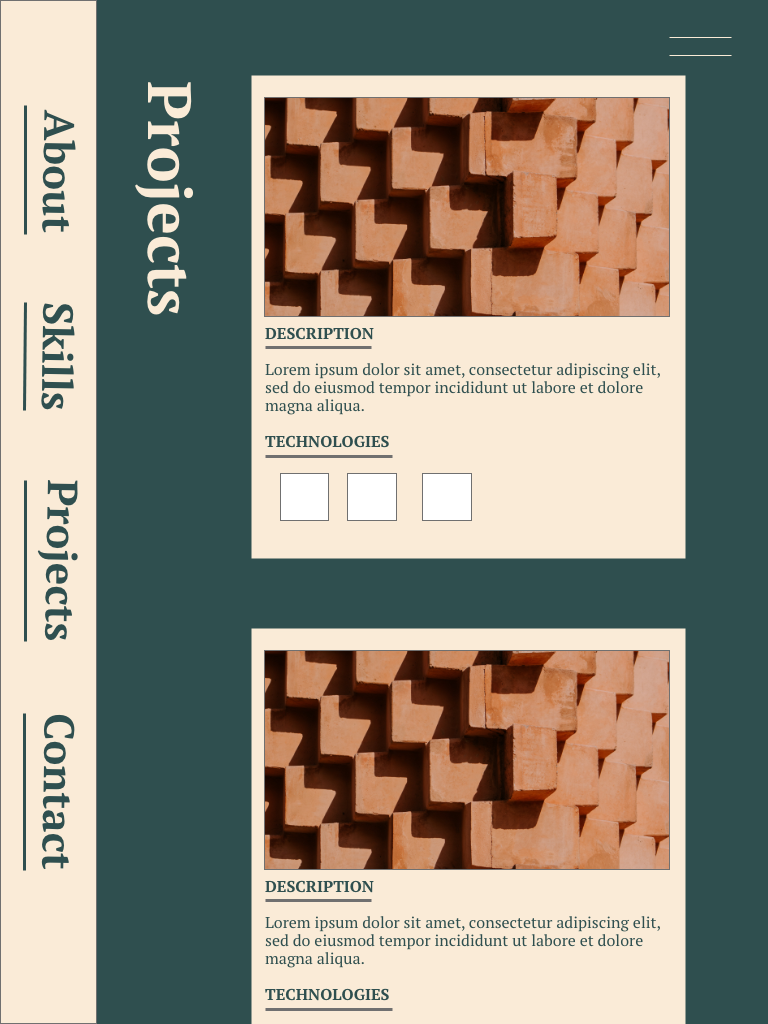 About
Skills
Projects
Contact
Projects
DESCRIPTION
Lorem ipsum dolor sit amet, consectetur adipiscing elit,
sed do eiusmod tempor incididunt ut labore et dolore
magna aliqua.
TECHNOLOGIES
DESCRIPTION
Lorem ipsum dolor sit amet, consectetur adipiscing elit,
sed do eiusmod tempor incididunt ut labore et dolore
magna aliqua.
TECHNOLOGIES